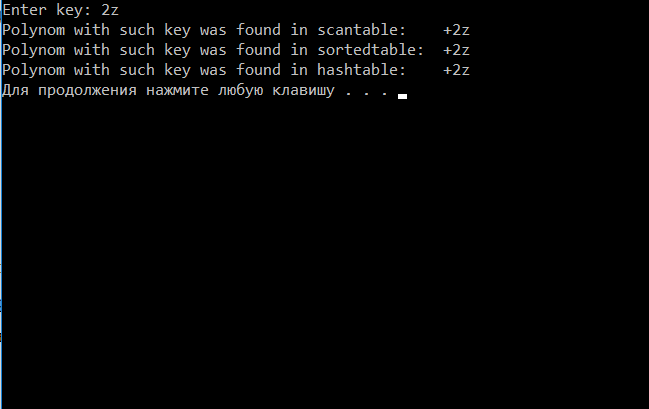 Enter key: 2z
Polynom with such key was found in scantable:    +2z
Polynom with such key was found in sortedtable:  +2z
Polynom with such key was found in hashtable:    +2z
Для продолжения нажмите любую клавишу . . .